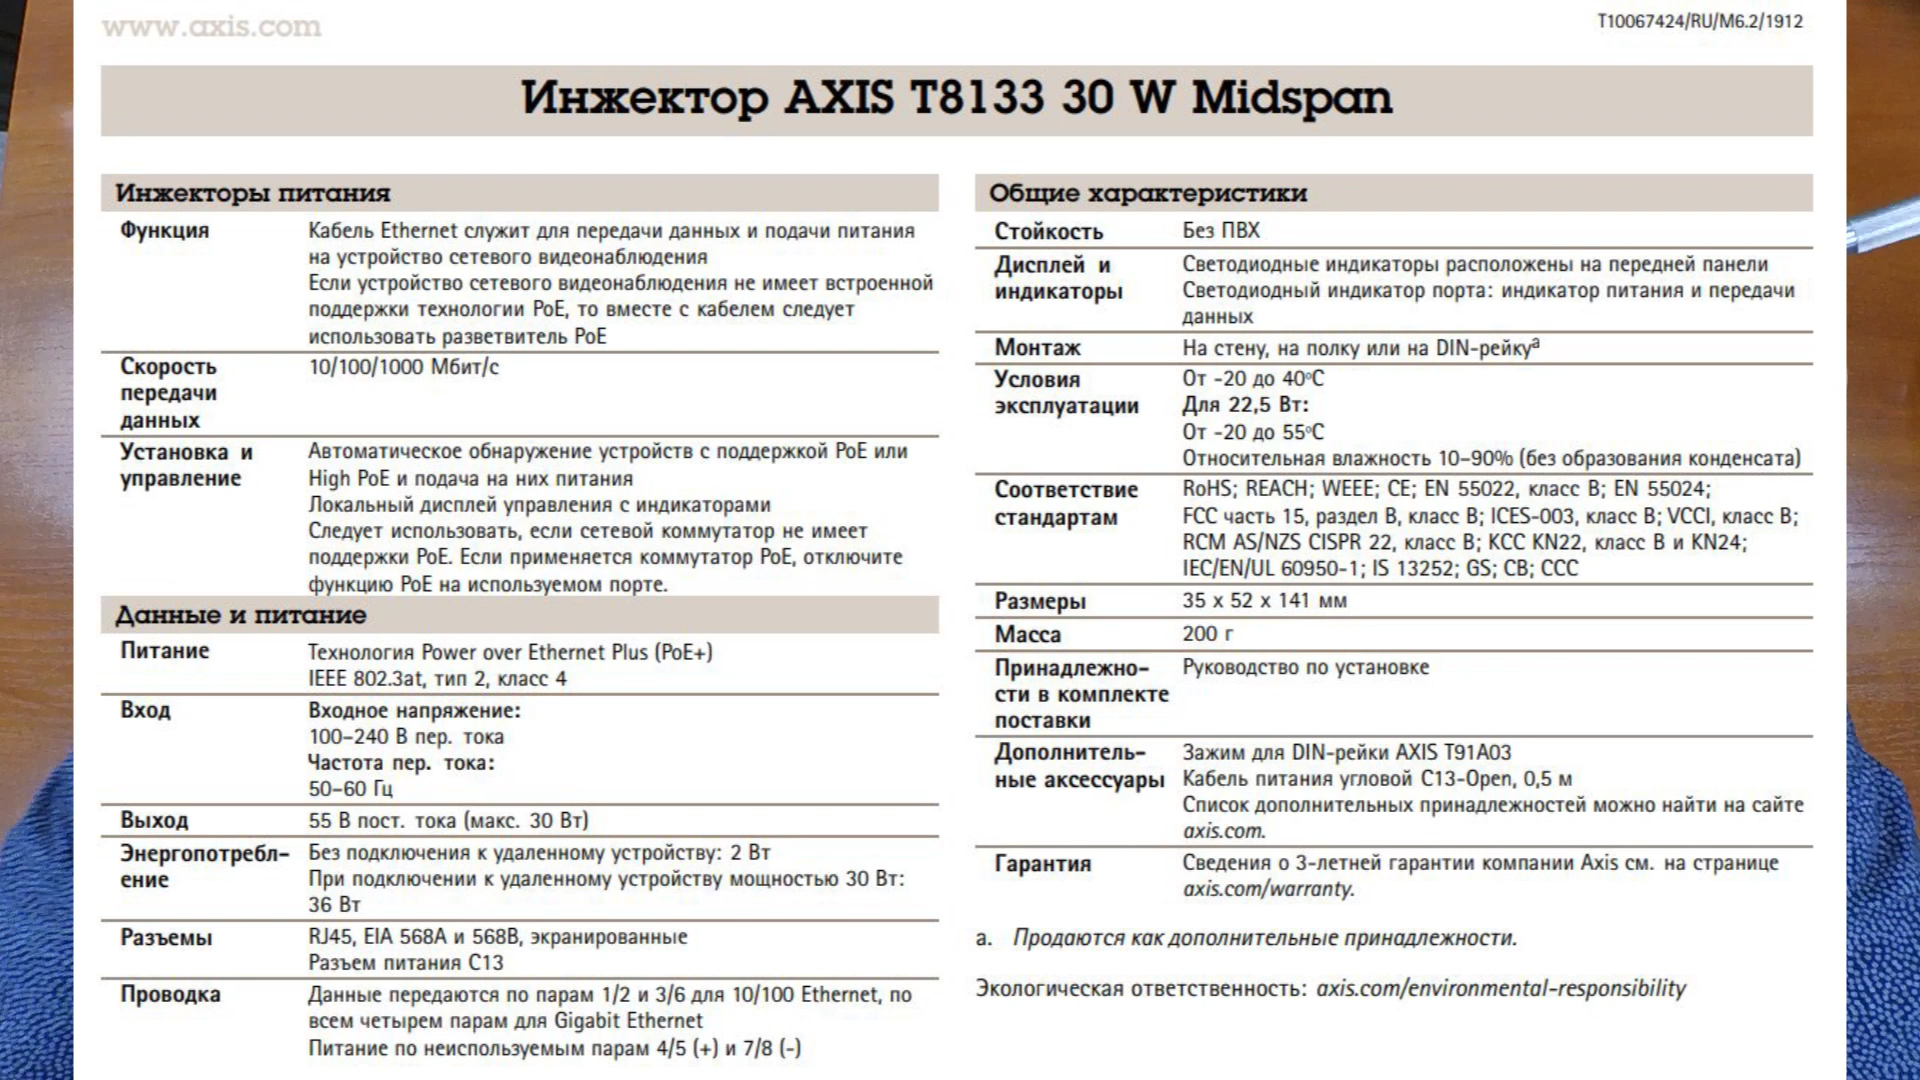 www.axis.com
T10067424/RU/M6.2/1912
Инжектор AXIS T8133 30 W Midspan
Инжекторы питания
Функция
Кабель Ethernet служит для передачи данных и подачи питания
на устройство сетевого видеонаблюдения
Если устройство сетевого видеонаблюдения не имеет встроенной
поддержки технологии PoE, то вместе с кабелем следует
использовать разветвитель PoE
Скорость
передачи
данных
10/100/1000 Мбит/с
Установка и
управление
Автоматическое обнаружение устройств с поддержкой PoE или
High PoE и подача на них питания
Локальный дисплей управления с индикаторами
Следует использовать, если сетевой коммутатор не имеет
поддержки PoE. Если применяется коммутатор PoE, отключите
функцию PoE на используемом порте.
Данные и питание
Питание
Технология Power over Ethernet Plus (PoE+)
IEEE 802.3at, тип 2, класс 4
Вход
Входное напряжение:
100–240 В пер. тока
Частота пер. тока:
50–60 Гц
Выход
55 В пост. тока (макс. 30 Вт)
Энергопотребл-
ение
Без подключения к удаленному устройству: 2 Вт
При подключении к удаленному устройству мощностью 30 Вт:
36 Вт
Разъемы
RJ45, EIA 568A и 568B, экранированные
Разъем питания C13
Проводка
Данные передаются по парам 1/2 и 3/6 для 10/100 Ethernet, по
всем четырем парам для Gigabit Ethernet
Питание по неиспользуемым парам 4/5 (+) и 7/8 (-)
Общие характеристики
Стойкость
Без ПВХ
Дисплей и
индикаторы
Светодиодные индикаторы расположены на передней панели
Светодиодный индикатор порта: индикатор питания и передачи
данных
Монтаж
На стену, на полку или на DIN-рейкуª
Условия
эксплуатации
От -20 до 40°C
Для 22,5 Вт:
От -20 до 55°C
Относительная влажность 10–90% (без образования конденсата)
Соответствие
стандартам
RoHS; REACH; WEEE; CE; EN 55022, класс B; EN 55024;
FCC часть 15, раздел B, класс B; ICES-003, класс B; VCCI, класс B;
RCM AS/NZS CISPR 22, класс B; KCC KN22, класс B и KN24;
IEC/EN/UL 60950-1; IS 13252; GS; CB; CCC
Размеры
35 x 52 x 141 мм
Масса
200 г
Принадлежно-
сти в комплекте
поставки
Руководство по установке
Дополнитель-
ные аксессуары
Зажим для DIN-рейки AXIS T91A03
Кабель питания угловой C13-Open, 0,5 м
Список дополнительных принадлежностей можно найти на сайте
axis.com.
Гарантия
Сведения о 3-летней гарантии компании Axis см. на странице
axis.com/warranty.
a. Продаются как дополнительные принадлежности.
Экологическая ответственность: axis.com/environmental-responsibility